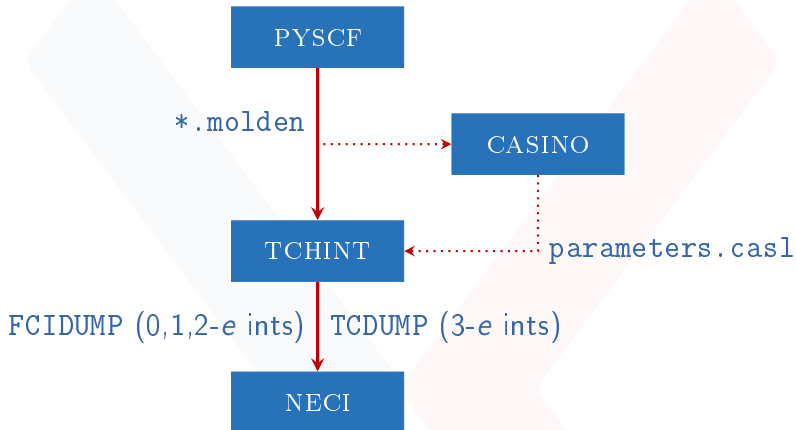 PYSCF
*.molden
CASINO
TCHINT
parameters.casl
FCIDUMP (0,1,2-e ints) TCDUMP (3-e ints)
NECI